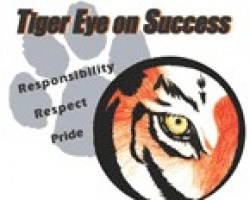 Tiger Eye on Success
Responsibility
Respect
Pride